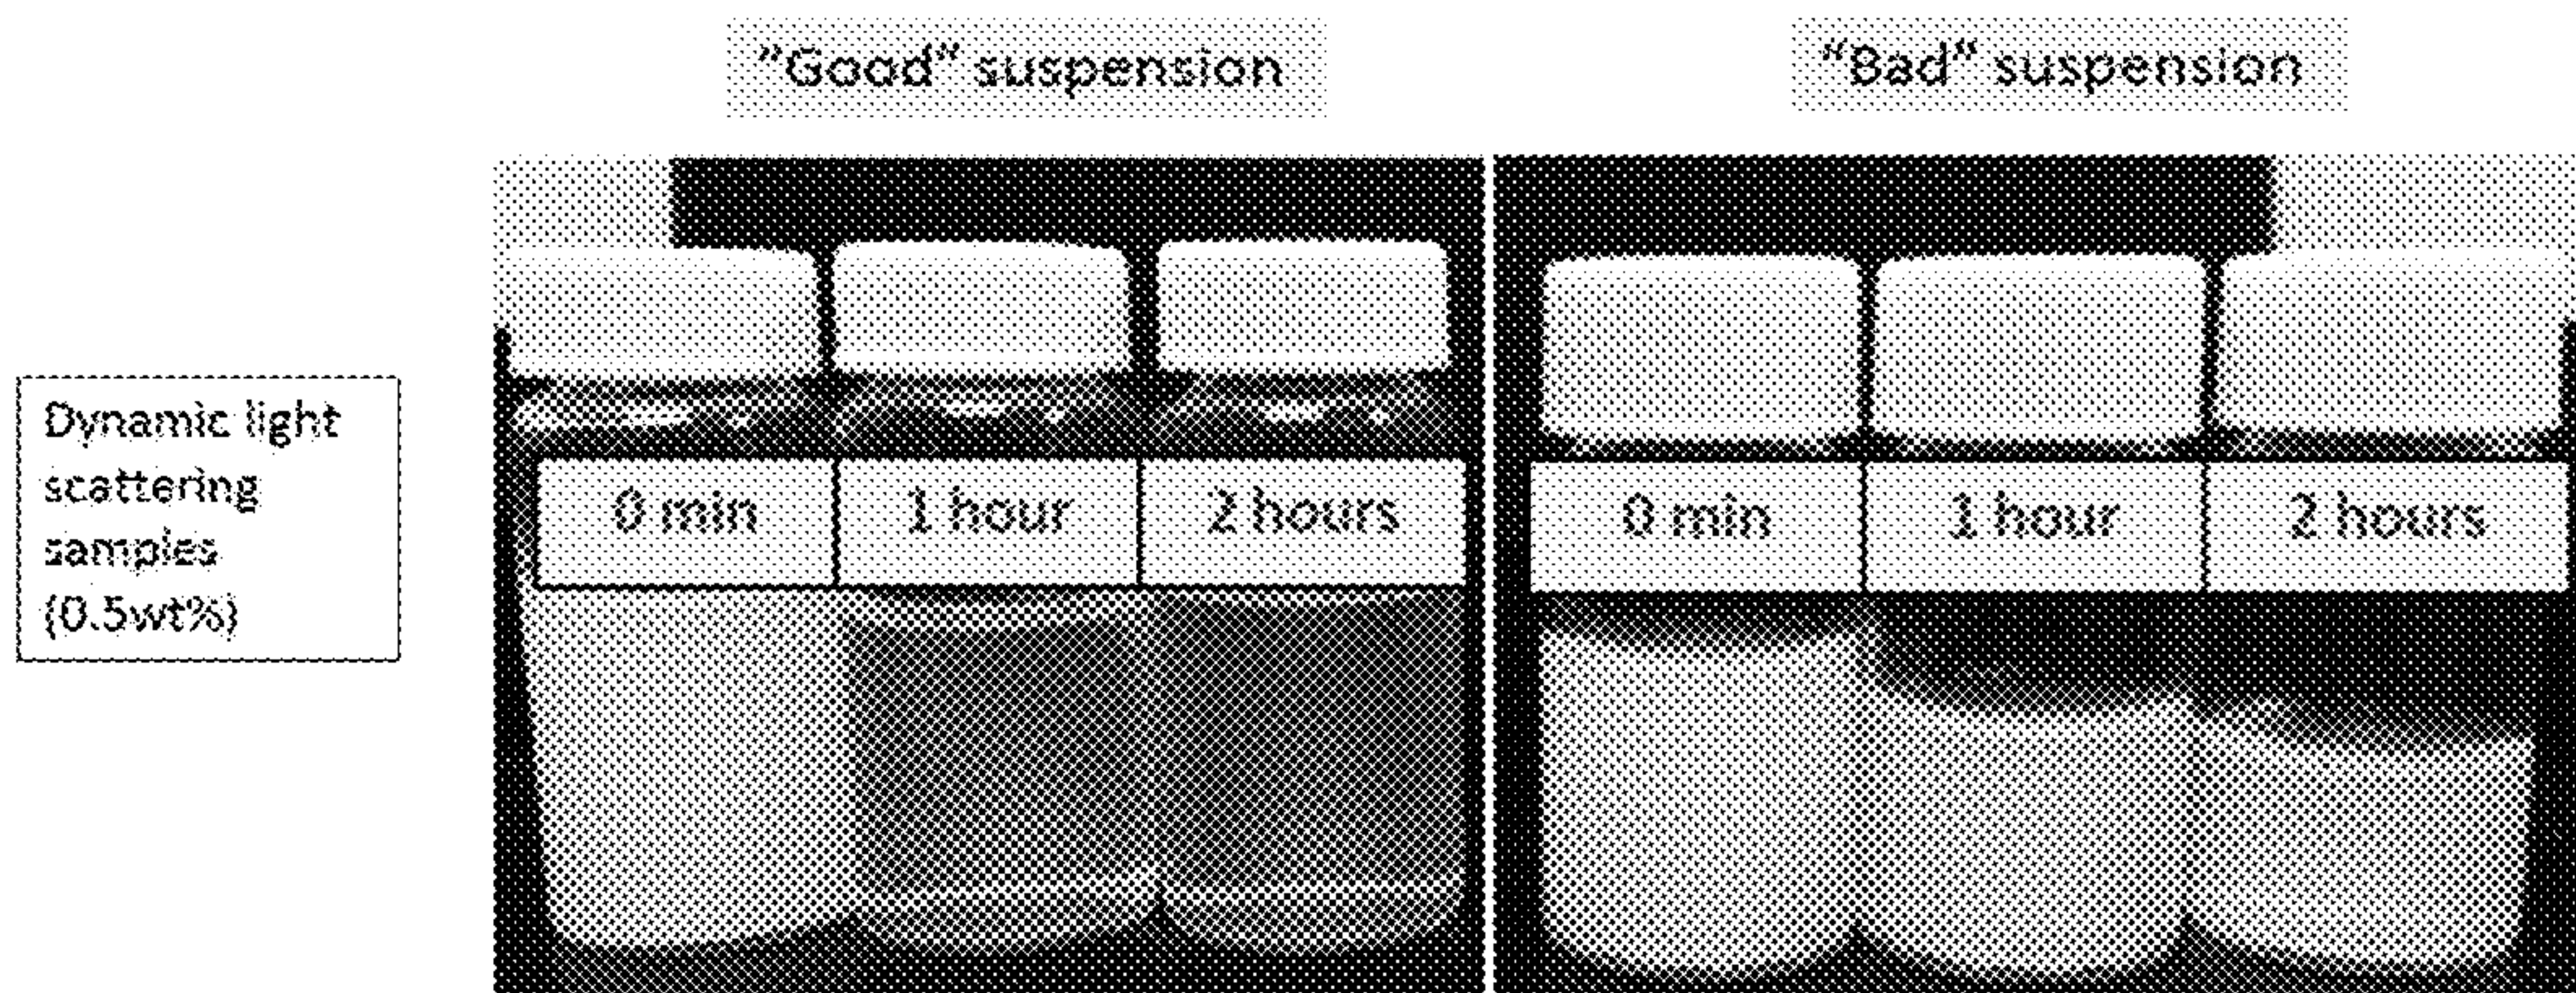 ”Good“ suspension
“Bad“ suspension
Dynamic light
scattering
samples
(0.5wt%)
0 min
1 hour
2 hours
0 min
1 hour
2 hours